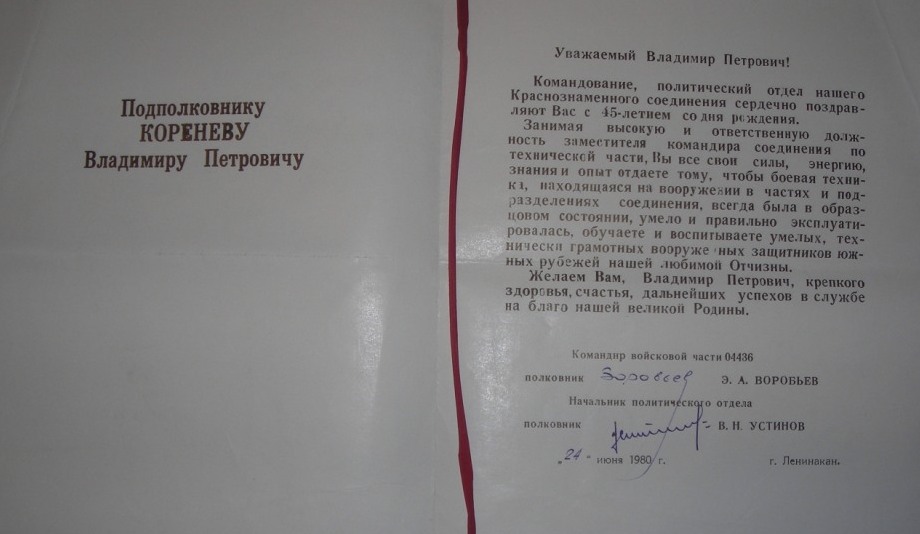 Подполковнику
КОРЕНЕВУ
Владимиру Петровичу
Уважаемый Владимир Петрович!
Командование, политический отдел нашего
Краснознаменного соединения сердечно поздрав-
ляют Вас с 45-летнем со дня рождения.
Занимая высокую и ответственную долж-
ность заместителя командира соединения по
технической части, Вы все свои силы, энергию,
знания и опыт отдаете тому, чтобы боевая техни-
ка, находящаяся на вооружении в частях и под-
разделениях соединения, всегда была в образ-
цовом состоянии, умело и правильно эксплуати-
ровалась, обучаете и воспитываете умелых, тех-
нически грамотных вооруженных защитников юж-
ных рубежей нашей любимой Отчизны.
Желаем Вам, Владимир Петрович, крепкого
здоровья, счастья, дальнейших успехов в службе
на благо нашей великой Родины.
Командир войсковой части 04436
полковник Воробьев Э. А. ВОРОБЬЕВ
Начальник политического отдела
полковник В. Н. УСТИНОВ
„24" июня 1980 г. г. Ленинакан.